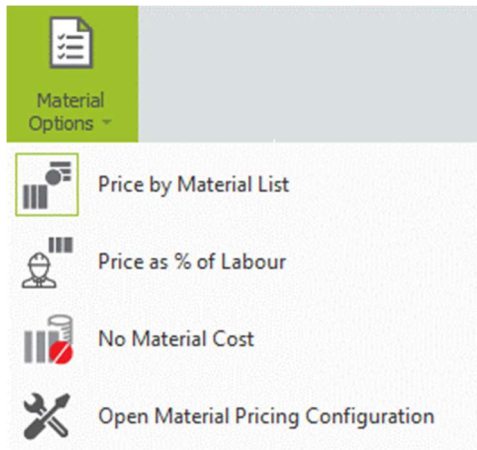 Material
Options
Price by Material List
Price as % of Labour
No Material Cost
Open Material Pricing Configuration